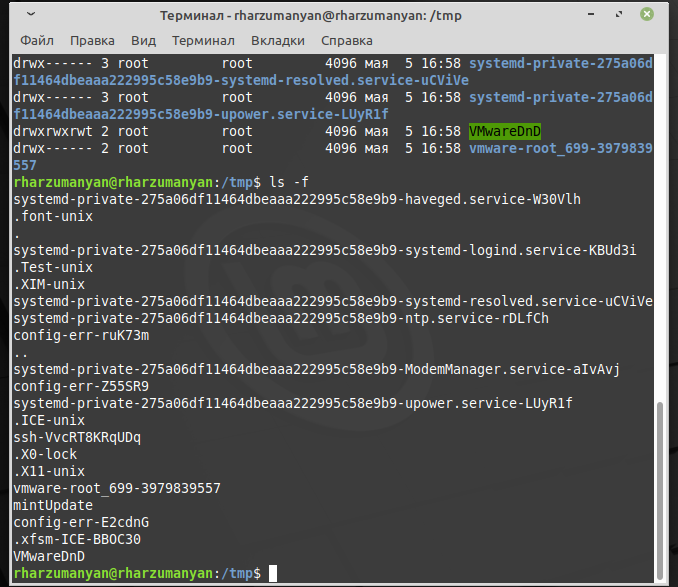 Терминал - rharzumanyan@rharzumanyan: /tmp
Файл Правка Вид Терминал Вкладки Справка
drwx------ 3 root root 4096 мая 5 16:58 systemd-private-275a06d
f11464dbeaaa222995c58e9b9-systemd-resolved.service-uCViVe
drwx------ 3 root root 4096 мая 5 16:58 systemd-private-275a06d
f11464dbeaaa222995c58e9b9-upower.service-LUyR1f
drwxrwxrwt 2 root root 4096 мая 5 16:58 VMwareDnD
drwx------ 2 root root 4096 мая 5 16:58 vmware-root_699-3979839
557
rharzumanyan@rharzumanyan:/tmp$ ls -f
systemd-private-275a06df11464dbeaaa222995c58e9b9-haveged.service-W30Vlh
.font-unix
.
systemd-private-275a06df11464dbeaaa222995c58e9b9-systemd-logind.service-KBUd3i
.Test-unix
.XIM-unix
systemd-private-275a06df11464dbeaaa222995c58e9b9-systemd-resolved.service-uCViVe
systemd-private-275a06df11464dbeaaa222995c58e9b9-ntp.service-rDLfCh
config-err-ruK73m
..
systemd-private-275a06df11464dbeaaa222995c58e9b9-ModemManager.service-aIvAvj
config-err-Z55SR9
systemd-private-275a06df11464dbeaaa222995c58e9b9-upower.service-LUyR1f
.ICE-unix
ssh-VvcRT8KRqUDq
.X0-lock
.X11-unix
vmware-root_699-3979839557
mintUpdate
config-err-E2cdnG
.xfsm-ICE-BBOC30
VMwareDnD
rharzumanyan@rharzumanyan:/tmp$